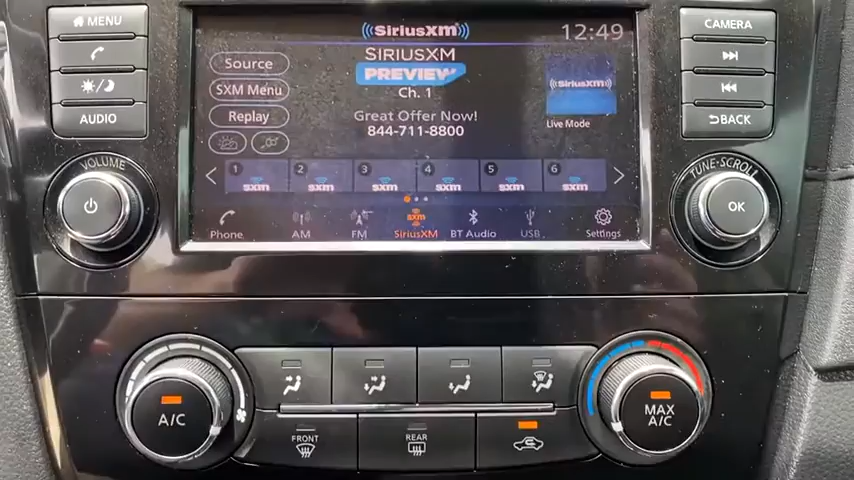 MENU
SiriusXM
12:49
CAMERA
Source
SIRIUSXM
PREVIEW
SiriusXM
SXM Menu
Ch. 1
Replay
Great Offer Now!
844-711-8800
Live Mode
AUDIO
BACK
VOLUME
TUNE·SCROLL
1 2 3 4 5 6
sxm sxm sxm sxm sxm sxm
OK
sxm
Phone AM FM SiriusXM BT Audio USB Settings
A/C
MAX
A/C
FRONT
REAR